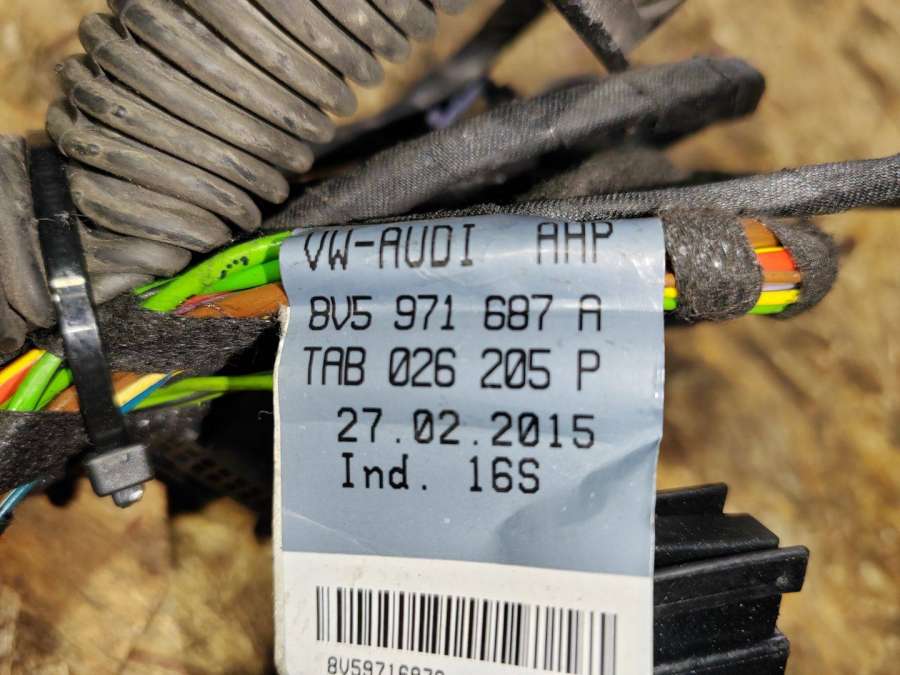 VW-AUDI AHP
8V5 971 687 A
TAB 026 205 P
27.02.2015
Ind. 16S